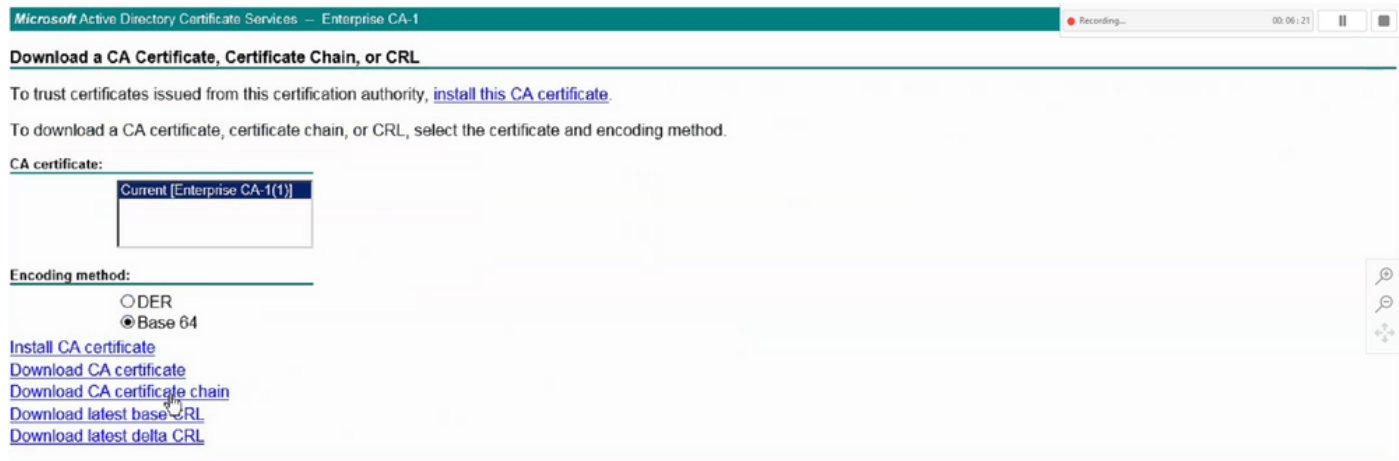 Microsoft Active Directory Certificate Services -- Enterprise CA-1
Recording... 00:06:21
Download a CA Certificate, Certificate Chain, or CRL
To trust certificates issued from this certification authority, install this CA certificate.
To download a CA certificate, certificate chain, or CRL, select the certificate and encoding method.
CA certificate:
Current [Enterprise CA-1(1)]
Encoding method:
DER
Base 64
Install CA certificate
Download CA certificate
Download CA certificate chain
Download latest base CRL
Download latest delta CRL